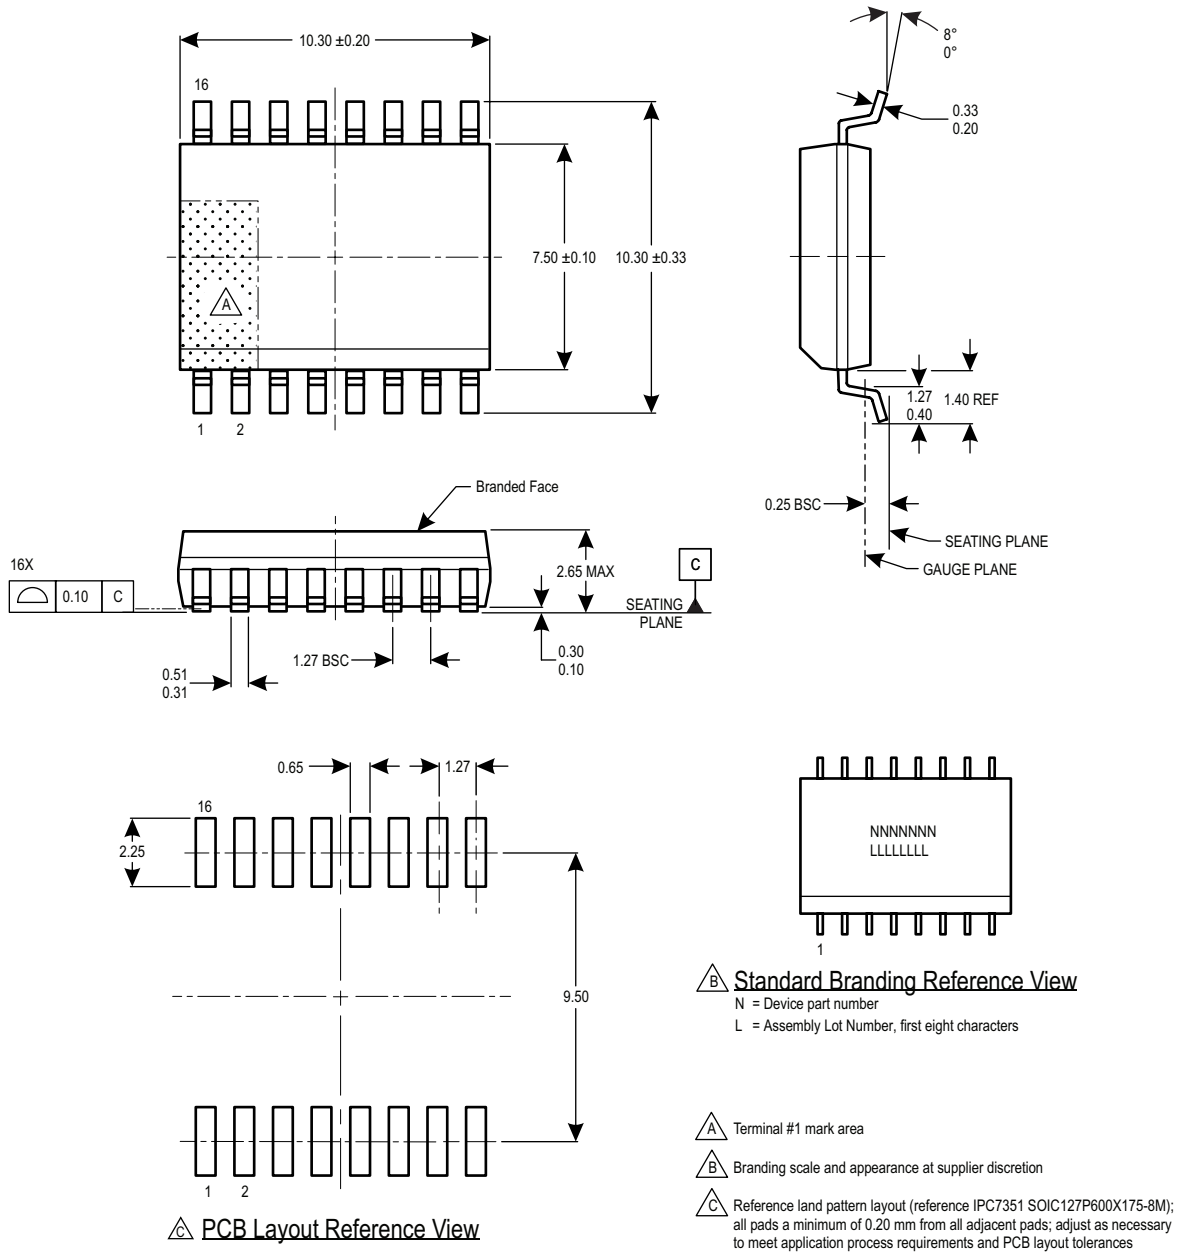 10.30 ±0.20
16
A
1 2
7.50 ±0.10
10.30 ±0.33
8°
0°
0.33
0.20
1.27
0.40
1.40 REF
0.25 BSC
SEATING PLANE
GAUGE PLANE
Branded Face
16X
0.10 C
2.65 MAX
C
SEATING
PLANE
0.30
0.10
1.27 BSC
0.51
0.31
0.65
1.27
16
2.25
9.50
1 2
C PCB Layout Reference View
NNNNNNN
LLLLLLLL
1
B Standard Branding Reference View
N = Device part number
L = Assembly Lot Number, first eight characters
A Terminal #1 mark area
B Branding scale and appearance at supplier discretion
C Reference land pattern layout (reference IPC7351 SOIC127P600X175-8M);
all pads a minimum of 0.20 mm from all adjacent pads; adjust as necessary
to meet application process requirements and PCB layout tolerances